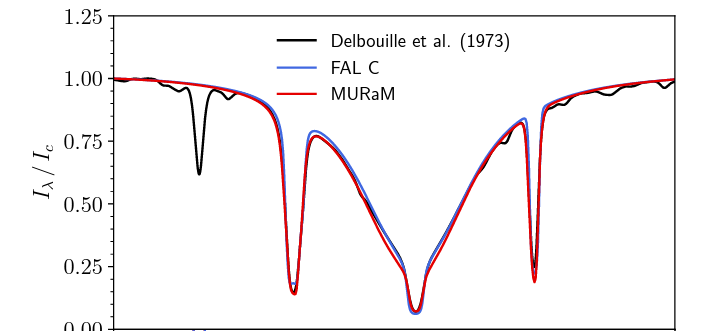 1.25
Delbouille et al. (1973)
FAL C
1.00
MURaM
0.75
I_λ / I_c
0.50
0.25
0.00